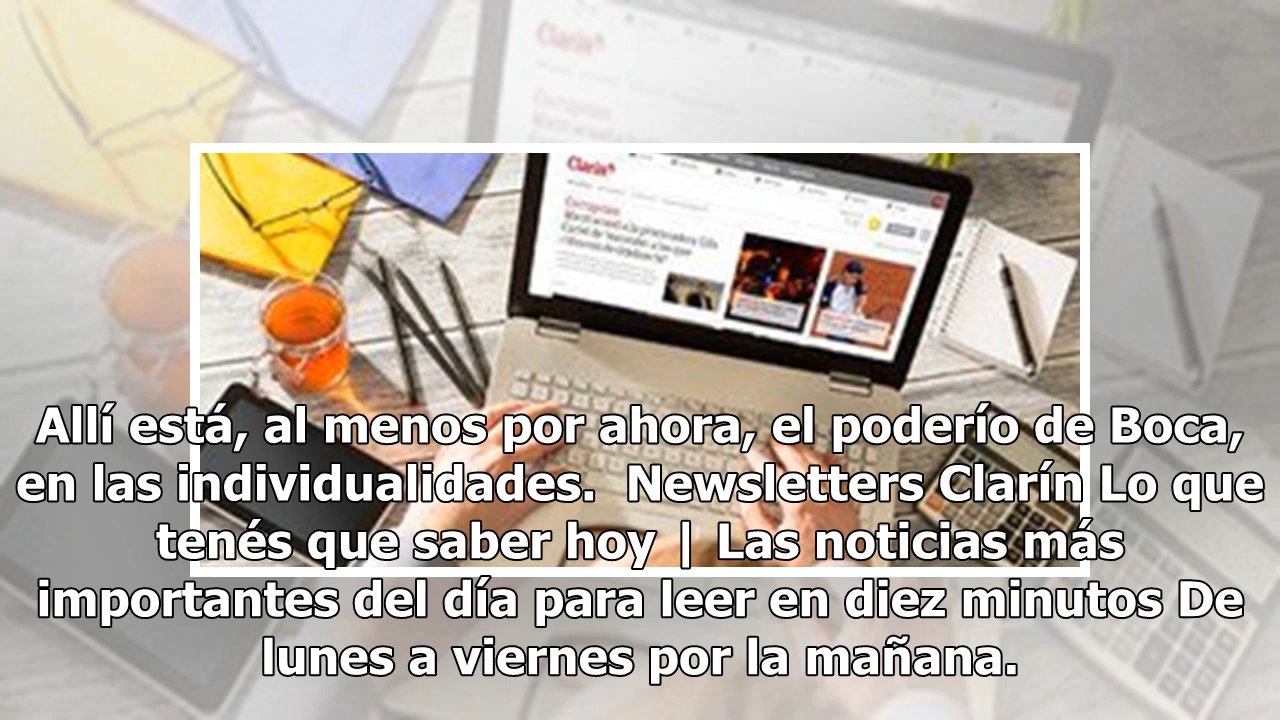 Clarín
Clarín
Allí está, al menos por ahora, el poderío de Boca,
en las individualidades.  Newsletters Clarín Lo que
tenés que saber hoy | Las noticias más
importantes del día para leer en diez minutos De
lunes a viernes por la mañana.